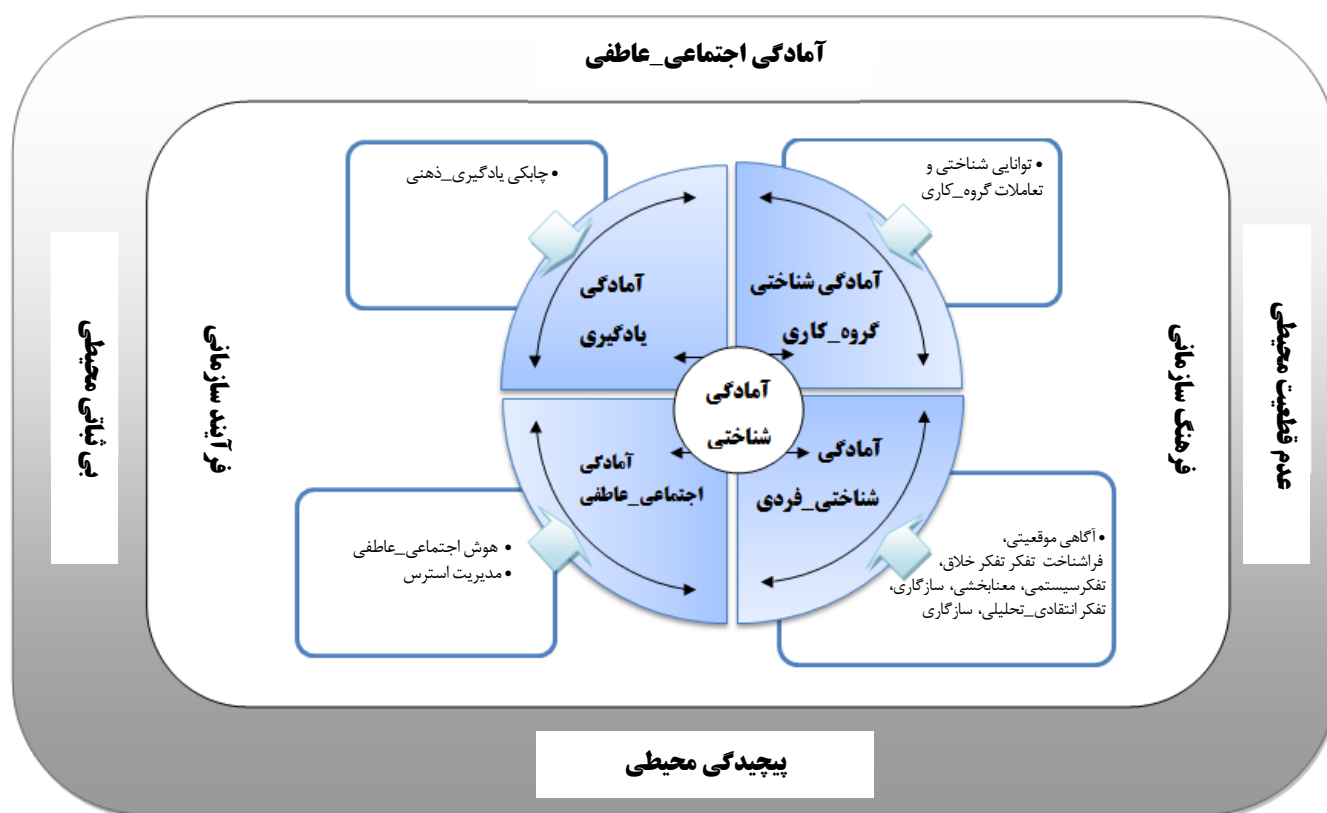 آمادگی اجتماعی_عاطفی
• توانایی شناختی و
تعاملات گروه_کاری
• چابکی یادگیری_ذهنی
آمادگی شناختی
گروه_کاری
آمادگی
یادگیری
آمادگی
شناختی
آمادگی
شناختی_فردی
آمادگی
اجتماعی_عاطفی
• آگاهی موقعیتی،
فراشناخت تفکر تفکر خلاق،
تفکرسیستمی، معنابخشی، سازگاری،
تفکر انتقادی_تحلیلی، سازگاری
• هوش اجتماعی_عاطفی
• مدیریت استرس
عدم قطعیت محیطی
فرهنگ سازمانی
فرآیند سازمانی
بی ثباتی محیطی
پیچیدگی محیطی